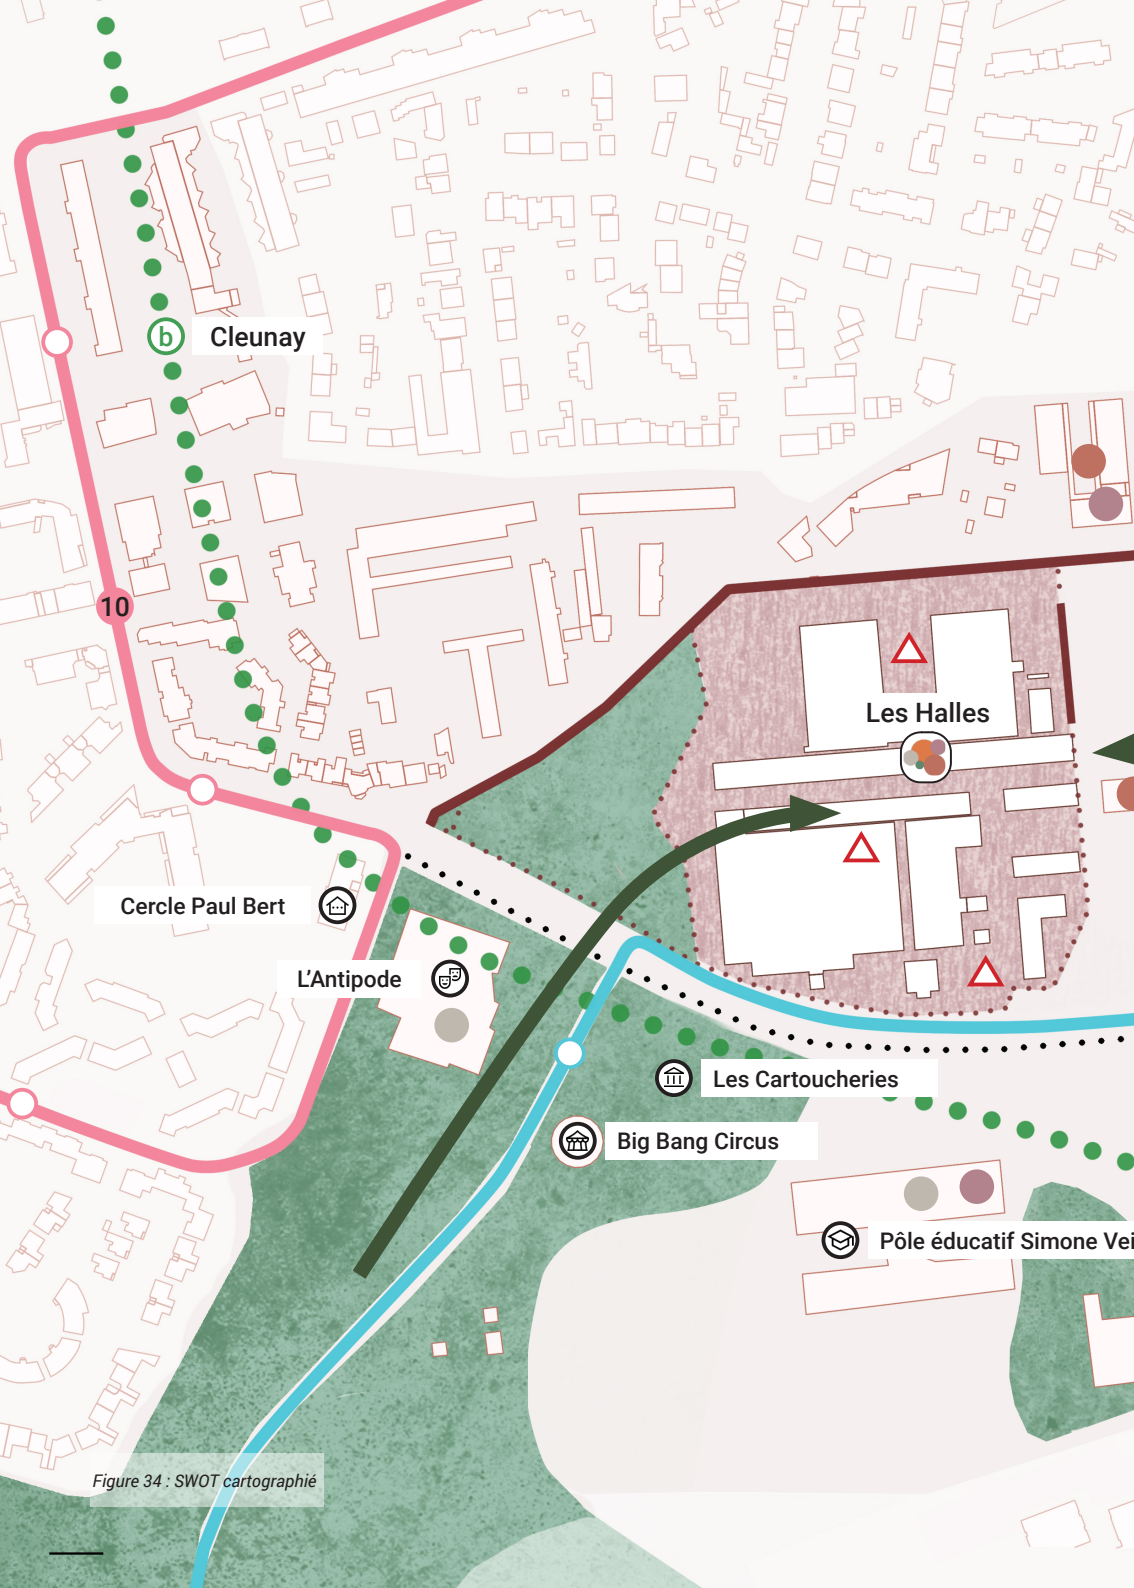 b
Cleunay
10
Les Halles
Cercle Paul Bert
L'Antipode
Les Cartoucheries
Big Bang Circus
Pôle éducatif Simone Vei
Figure 34 : SWOT cartographié